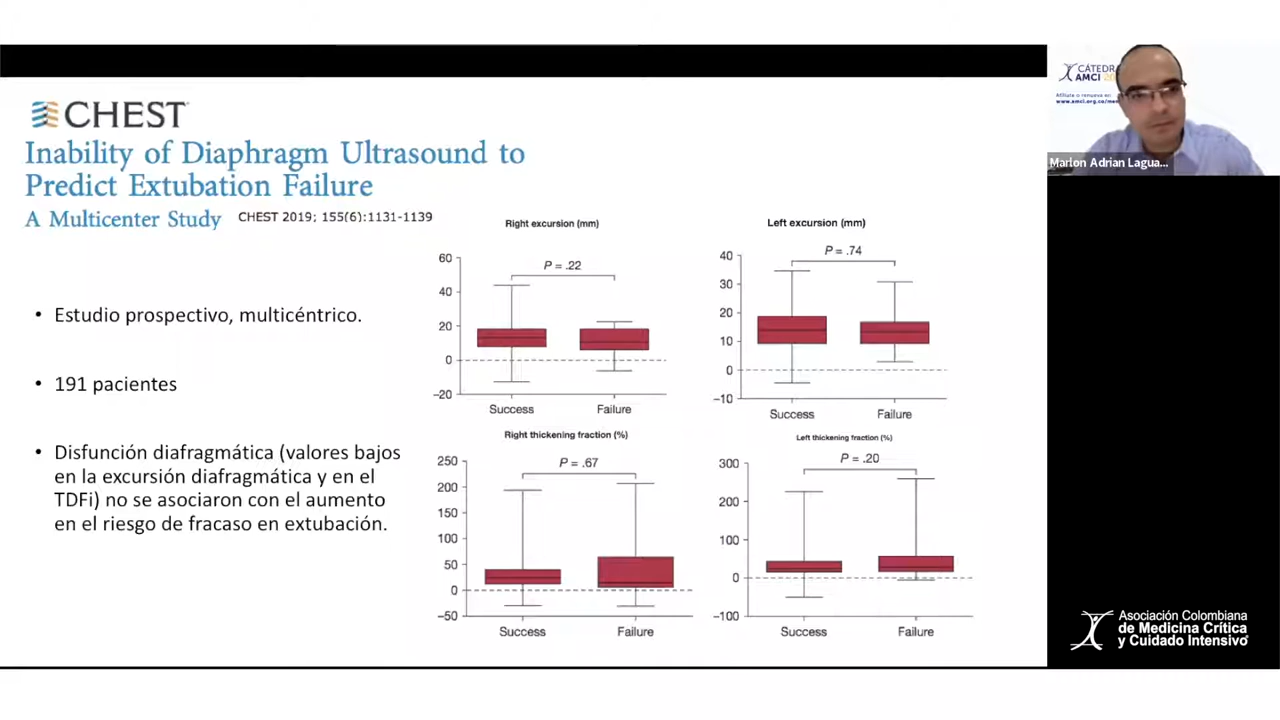 CHEST
Inability of Diaphragm Ultrasound to
Predict Extubation Failure
A Multicenter Study
CHEST 2019; 155(6):1131-1139
• Estudio prospectivo, multicéntrico.
• 191 pacientes
• Disfunción diafragmática (valores bajos
en la excursión diafragmática y en el
TDFi) no se asociaron con el aumento
en el riesgo de fracaso en extubación.
Right excursion (mm)
P = .22
60
40
20
0
−20
Success Failure
Left excursion (mm)
P = .74
40
30
20
10
0
−10
Success Failure
Right thickening fraction (%)
P = .67
250
200
150
100
50
0
−50
Success Failure
Left thickening fraction (%)
P = .20
300
200
100
0
−100
Success Failure
CÁTEDRA
AMCI 20
Afíliate o renueva en:
www.amci.org.co/me
Marlon Adrian Lagua...
Asociación Colombiana
de Medicina Crítica
y Cuidado Intensivo